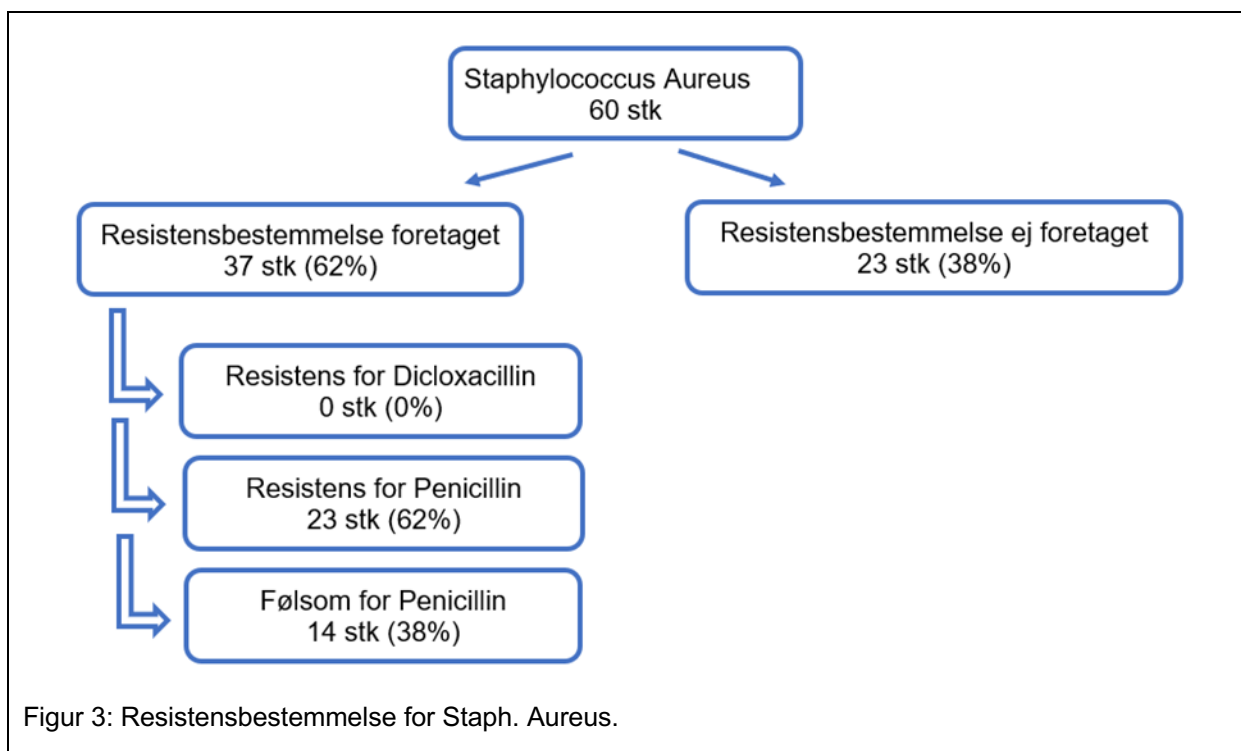 Staphylococcus Aureus
60 stk
Resistensbestemmelse foretaget
37 stk (62%)
Resistensbestemmelse ej foretaget
23 stk (38%)
Resistens for Dicloxacillin
0 stk (0%)
Resistens for Penicillin
23 stk (62%)
Følsom for Penicillin
14 stk (38%)
Figur 3: Resistensbestemmelse for Staph. Aureus.